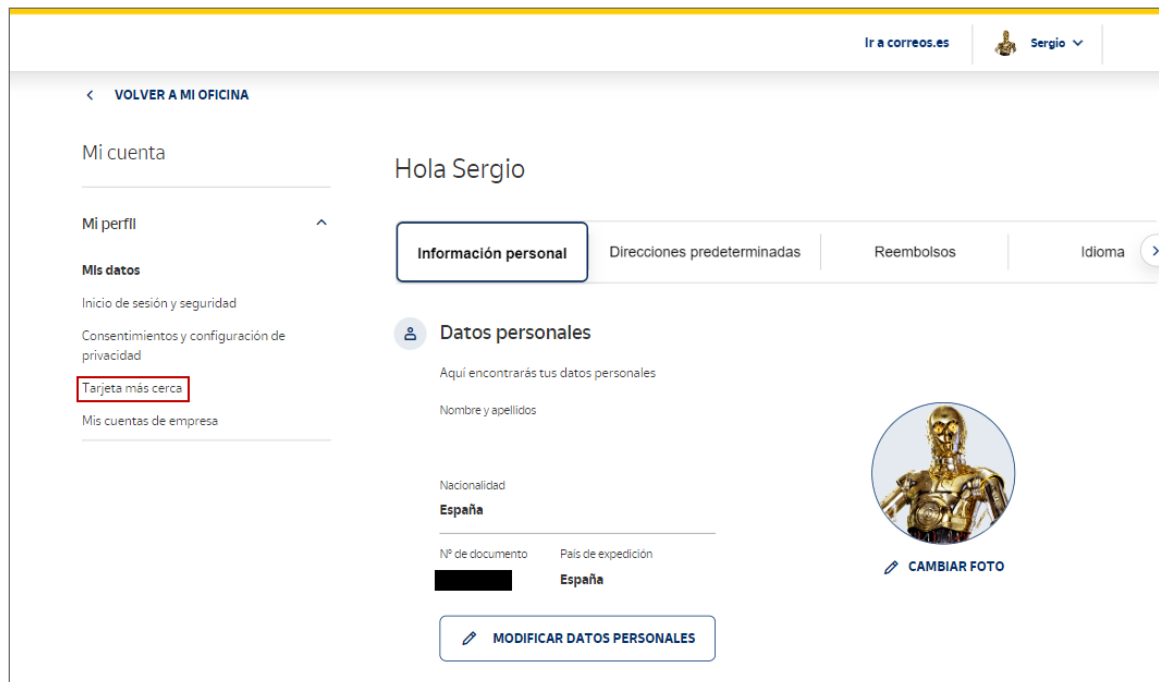 Ir a correos.es
Sergio
VOLVER A MI OFICINA
Mi cuenta
Hola Sergio
Mi perfil
Información personal
Direcciones predeterminadas
Reembolsos
Idioma
Mis datos
Inicio de sesión y seguridad
Consentimientos y configuración de
privacidad
Tarjeta más cerca
Mis cuentas de empresa
Datos personales
Aquí encontrarás tus datos personales
Nombre y apellidos
Nacionalidad
España
Nº de documento
País de expedición
España
CAMBIAR FOTO
MODIFICAR DATOS PERSONALES